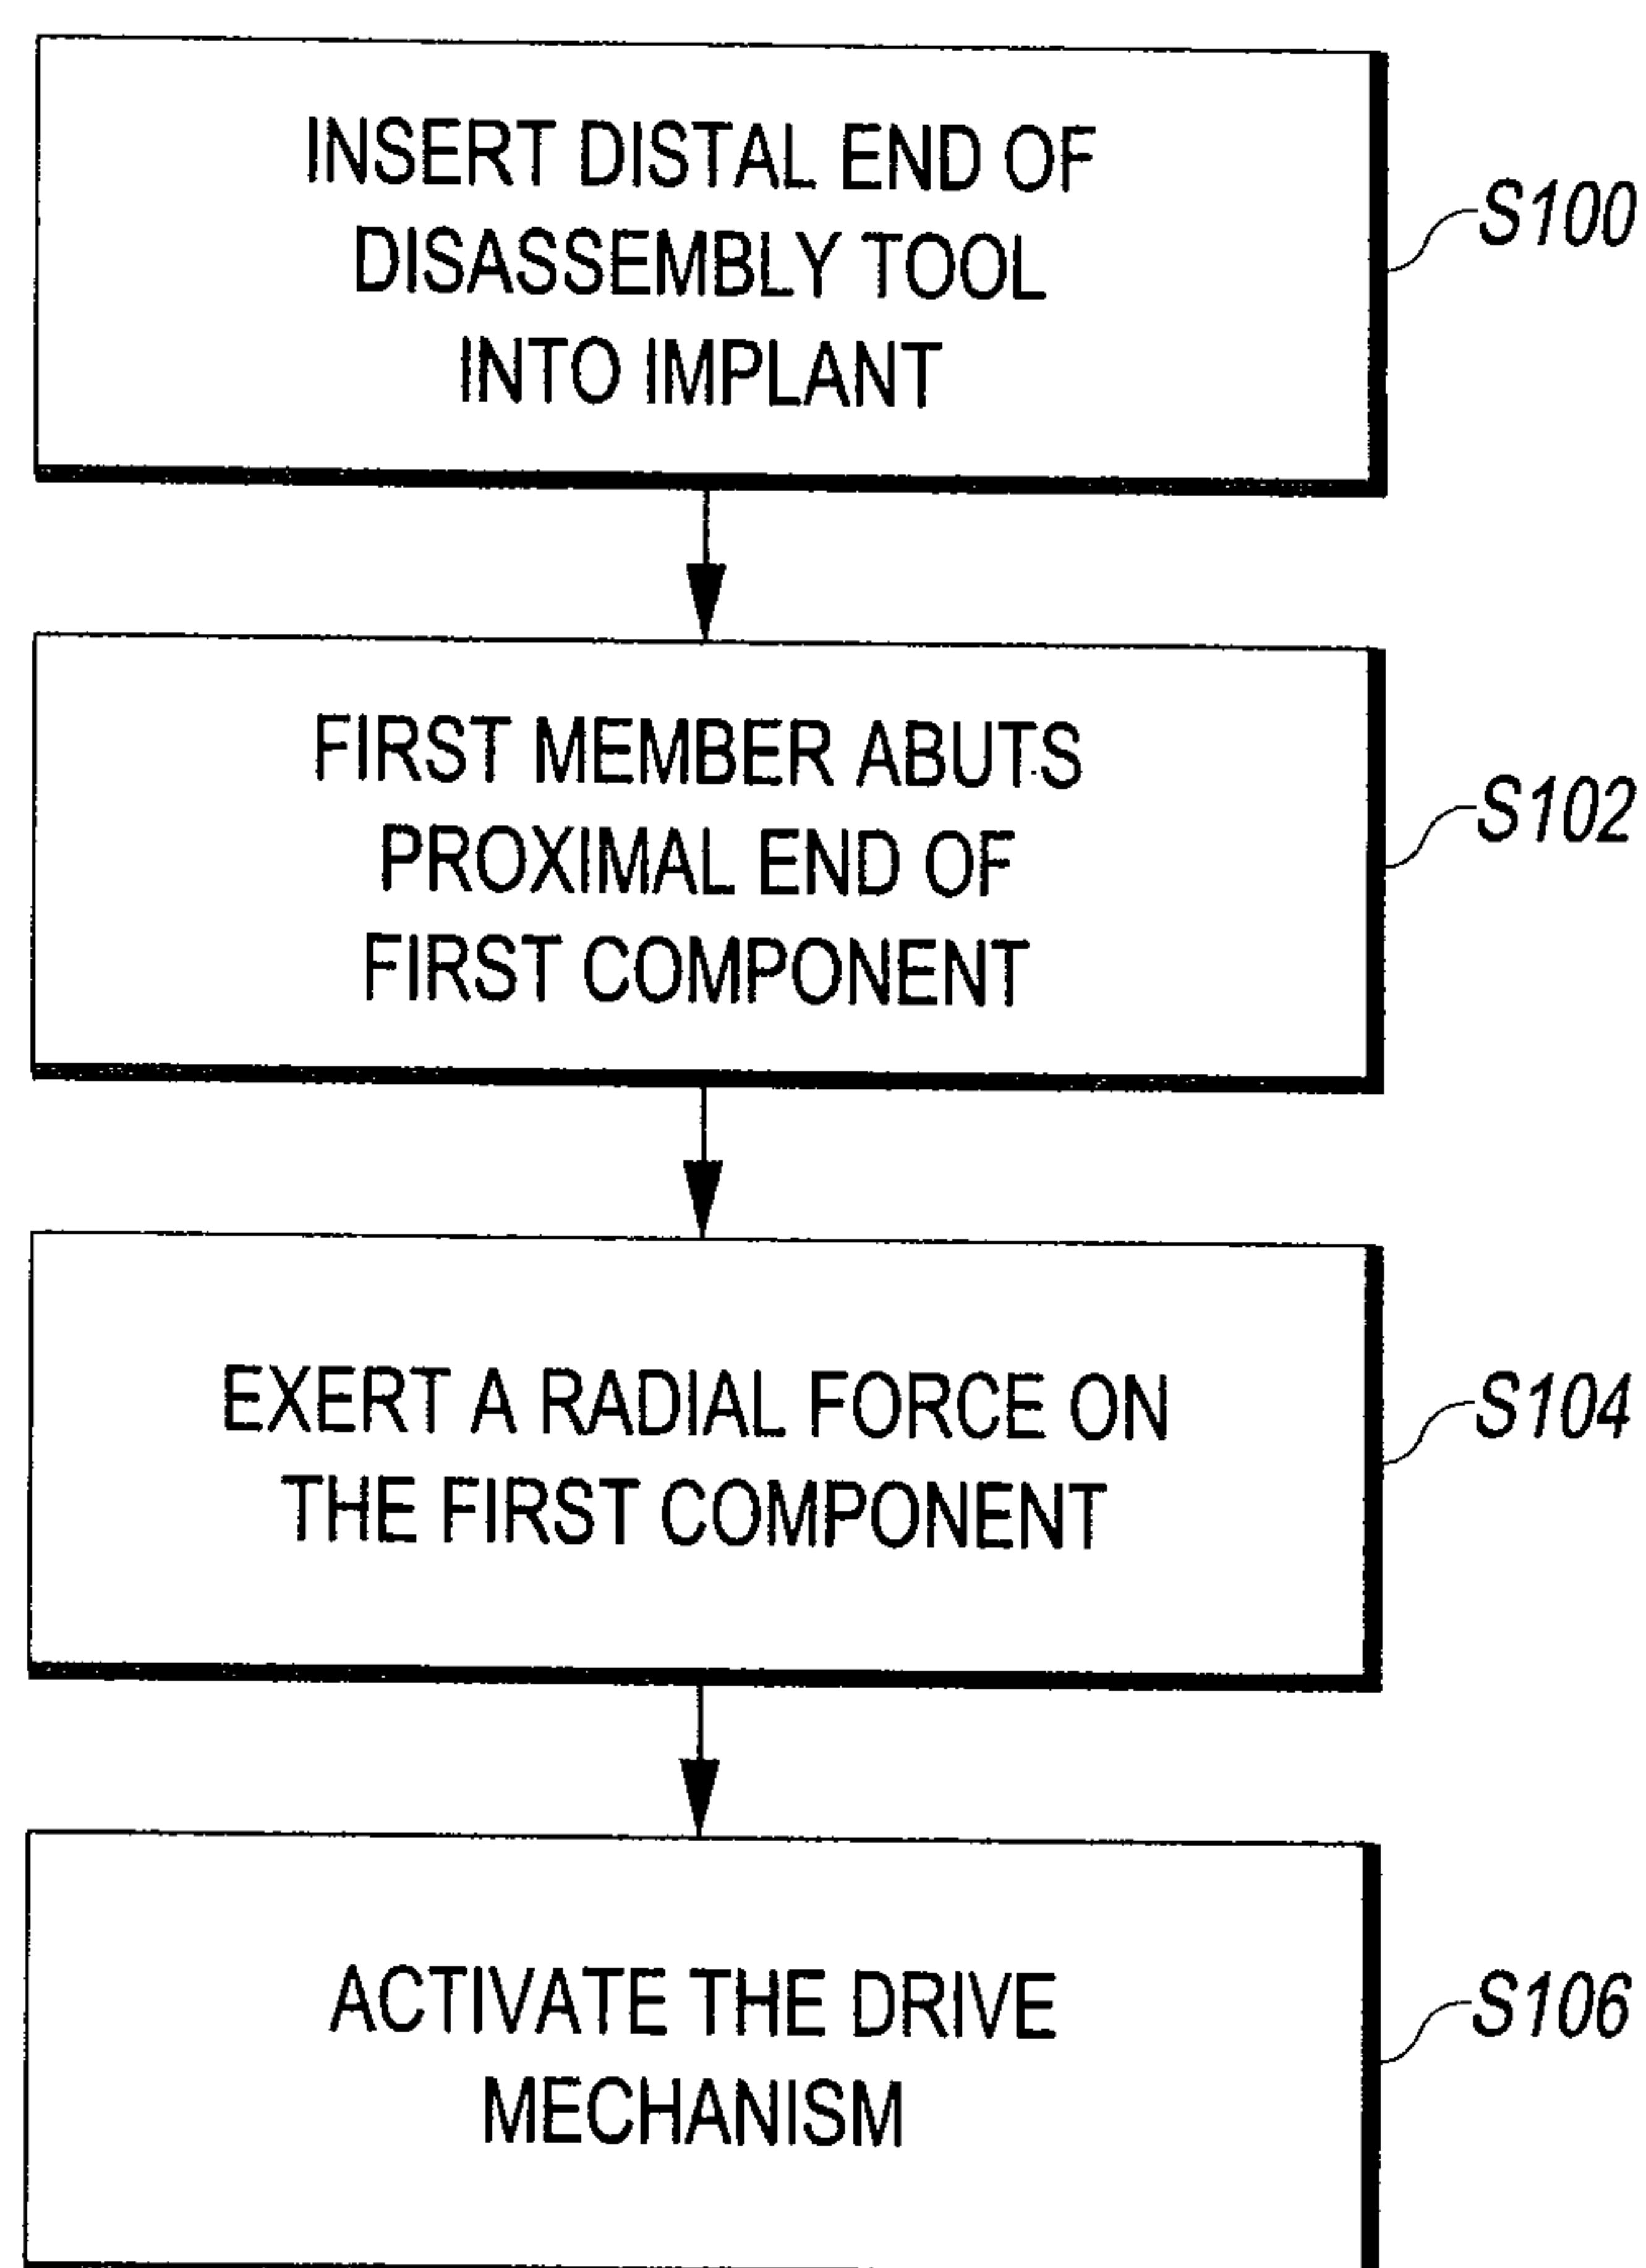 INSERT DISTAL END OF
DISASSEMBLY TOOL
INTO IMPLANT
S100
FIRST MEMBER ABUTS
PROXIMAL END OF
FIRST COMPONENT
S102
EXERT A RADIAL FORCE ON
THE FIRST COMPONENT
S104
ACTIVATE THE DRIVE
MECHANISM
S106